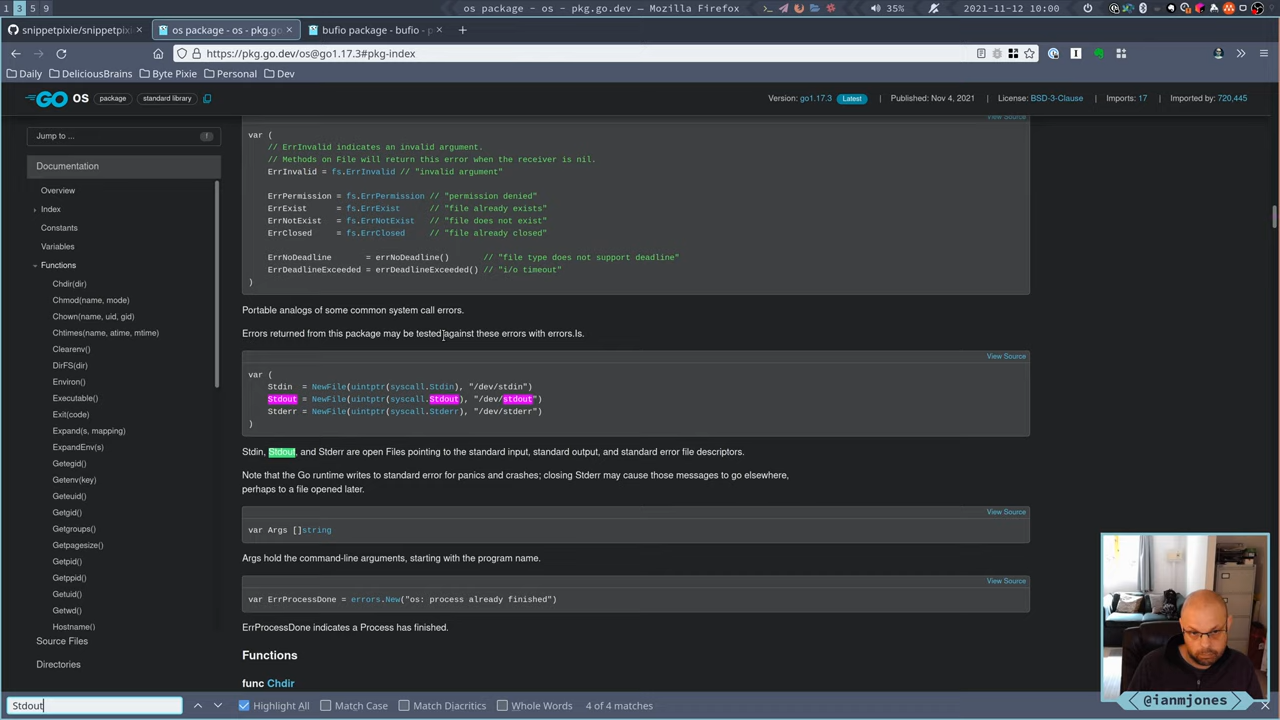 1 3 5 9
os package - os - pkg.go.dev — Mozilla Firefox
35%
2021-11-12 10:00
snippetpixie/snippetpixi
os package - os - pkg.go
bufio package - bufio - p
https://pkg.go.dev/os@go1.17.3#pkg-index
Daily DeliciousBrains Byte Pixie Personal Dev
GO os package standard library
Version: go1.17.3 Latest | Published: Nov 4, 2021 | License: BSD-3-Clause | Imports: 17 | Imported by: 720,445
Jump to ...
Documentation
Overview
Index
Constants
Variables
Functions
Chdir(dir)
Chmod(name, mode)
Chown(name, uid, gid)
Chtimes(name, atime, mtime)
Clearenv()
DirFS(dir)
Environ()
Executable()
Exit(code)
Expand(s, mapping)
ExpandEnv(s)
Getegid()
Getenv(key)
Geteuid()
Getgid()
Getgroups()
Getpagesize()
Getpid()
Getppid()
Getuid()
Getwd()
Hostname()
Source Files
Directories
View Source
var (
// ErrInvalid indicates an invalid argument.
// Methods on File will return this error when the receiver is nil.
ErrInvalid = fs.ErrInvalid // "invalid argument"
ErrPermission = fs.ErrPermission // "permission denied"
ErrExist = fs.ErrExist // "file already exists"
ErrNotExist = fs.ErrNotExist // "file does not exist"
ErrClosed = fs.ErrClosed // "file already closed"
ErrNoDeadline = errNoDeadline() // "file type does not support deadline"
ErrDeadlineExceeded = errDeadlineExceeded() // "i/o timeout"
)
Portable analogs of some common system call errors.
Errors returned from this package may be tested against these errors with errors.Is.
View Source
var (
Stdin = NewFile(uintptr(syscall.Stdin), "/dev/stdin")
Stdout = NewFile(uintptr(syscall.Stdout), "/dev/stdout")
Stderr = NewFile(uintptr(syscall.Stderr), "/dev/stderr")
)
Stdin, Stdout, and Stderr are open Files pointing to the standard input, standard output, and standard error file descriptors.
Note that the Go runtime writes to standard error for panics and crashes; closing Stderr may cause those messages to go elsewhere,
perhaps to a file opened later.
View Source
var Args []string
Args hold the command-line arguments, starting with the program name.
View Source
var ErrProcessDone = errors.New("os: process already finished")
ErrProcessDone indicates a Process has finished.
Functions
func Chdir
@ianmjones
Stdout
Highlight All Match Case Match Diacritics Whole Words 4 of 4 matches